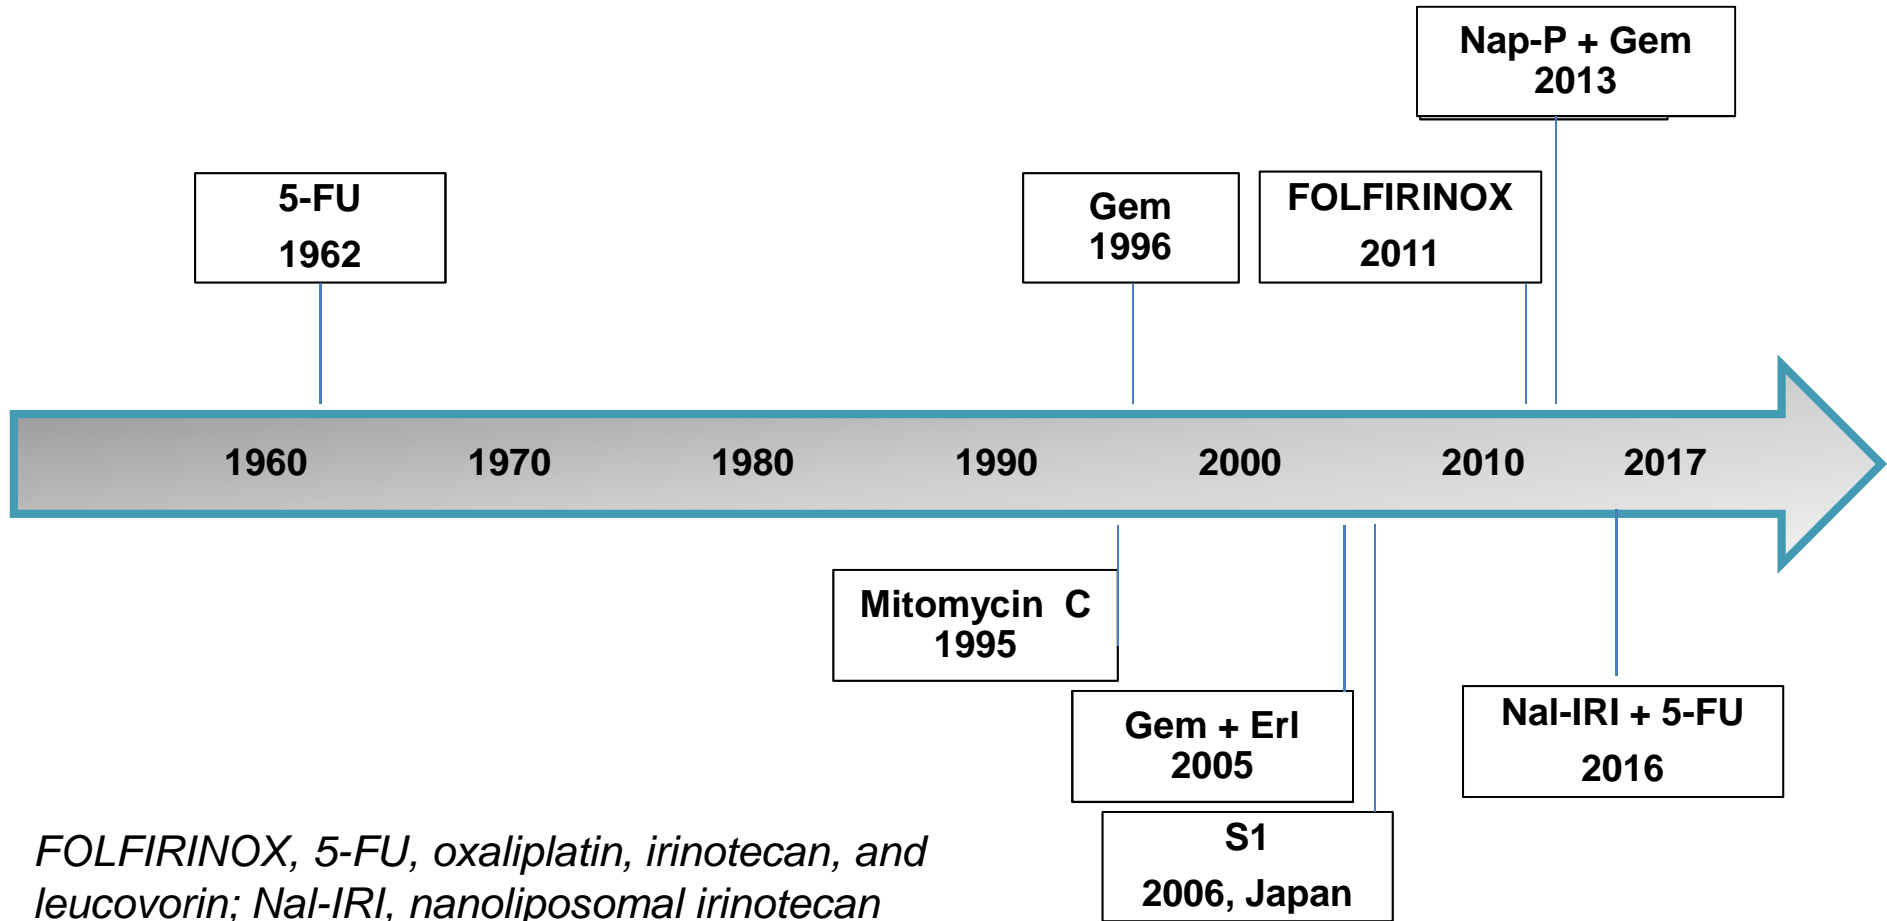 Nap-P + Gem
2013
5-FU
1962
Gem
1996
FOLFIRINOX
2011
1960 1970 1980 1990 2000 2010 2017
Mitomycin C
1995
Gem + Erl
2005
NaI-IRI + 5-FU
2016
S1
2006, Japan
FOLFIRINOX, 5-FU, oxaliplatin, irinotecan, and
leucovorin; NaI-IRI, nanoliposomal irinotecan